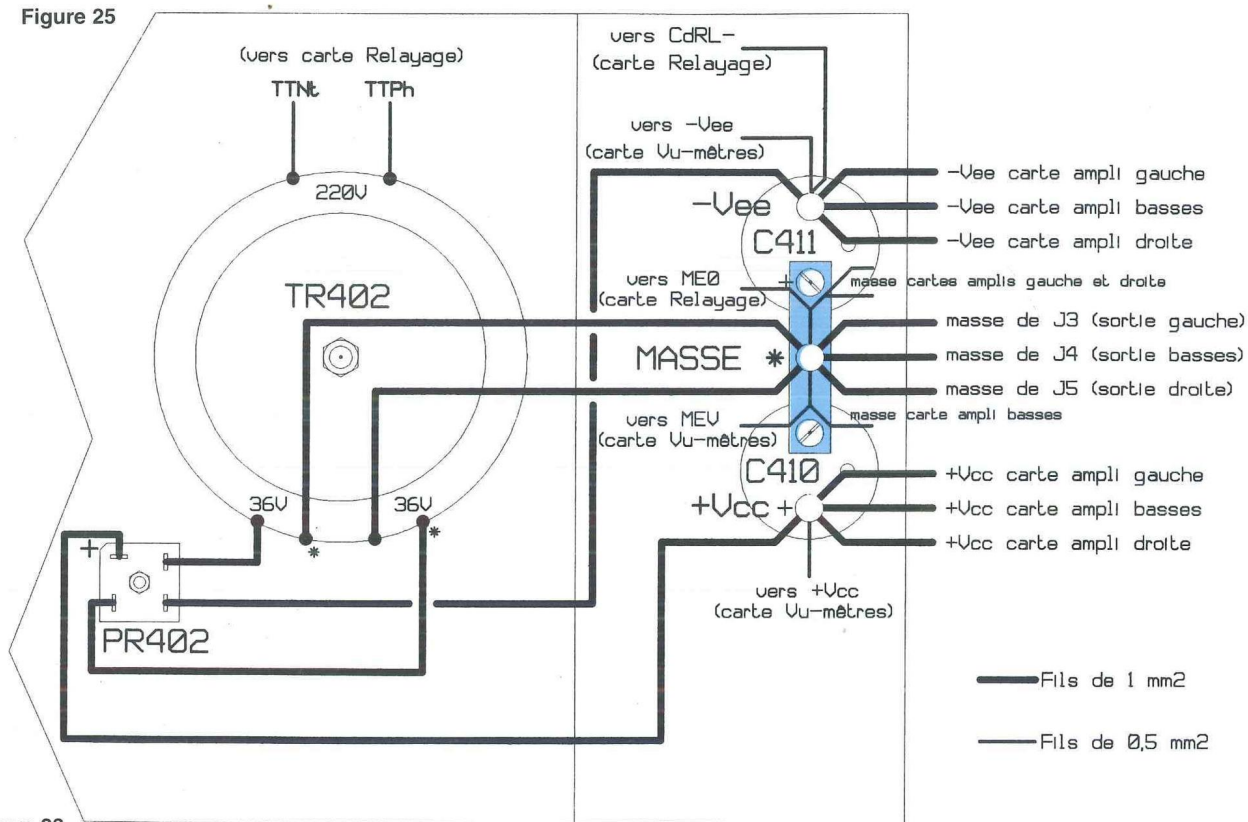 Figure 25
(vers carte Relayage)
TTNt TTPh
220V
TR402
36V 36V
*
*
+
PR402
vers CdRL-
(carte Relayage)
vers -Vee
(carte Vu-mêtres)
-Vee
C411
-Vee carte ampli gauche
-Vee carte ampli basses
-Vee carte ampli droite
vers MEØ
(carte Relayage)
+
masse cartes amplis gauche et droite
MASSE *
masse de J3 (sortie gauche)
masse de J4 (sortie basses)
masse de J5 (sortie droite)
vers MEV
(carte Vu-mêtres)
masse carte ampli basses
C410
+Vcc +
+Vcc carte ampli gauche
+Vcc carte ampli basses
+Vcc carte ampli droite
vers +Vcc
(carte Vu-mêtres)
Fils de 1 mm2
Fils de 0,5 mm2